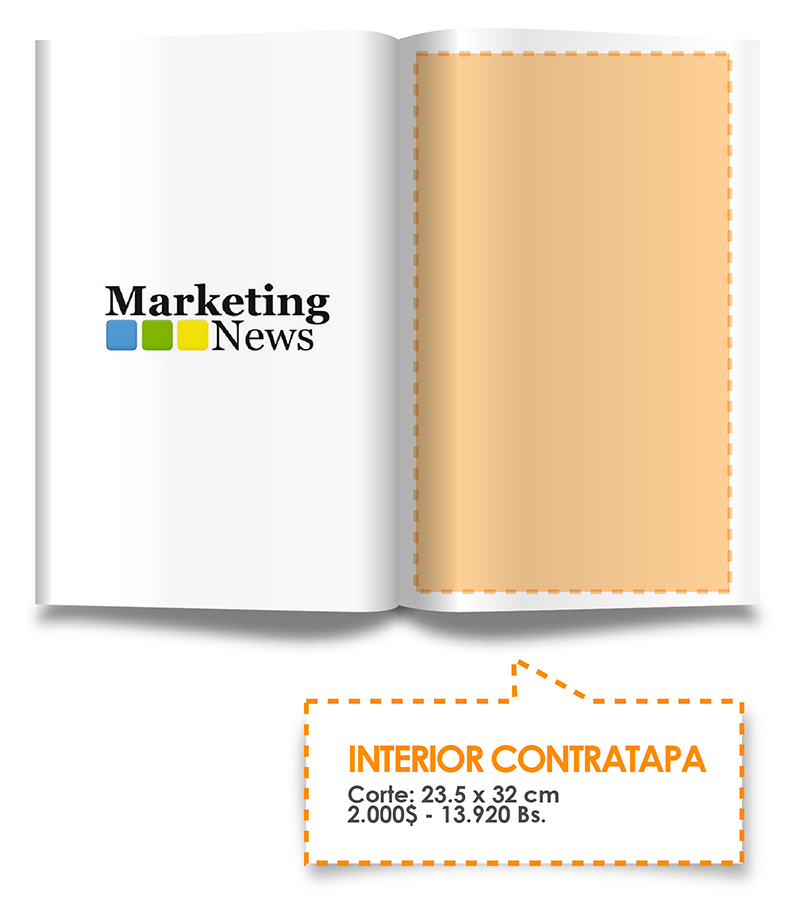 Marketing
News
INTERIOR CONTRATAPA
Corte: 23.5 x 32 cm
2.000$ - 13.920 Bs.